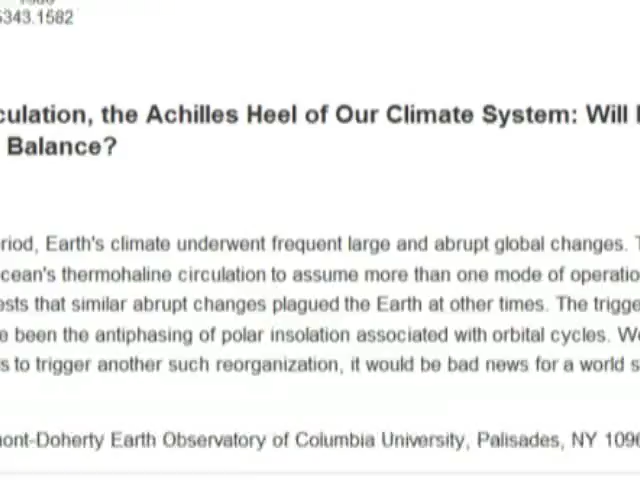 5343.1582
culation, the Achilles Heel of Our Climate System: Will
Balance?
riod, Earth's climate underwent frequent large and abrupt global changes.
cean's thermohaline circulation to assume more than one mode of operatio
ests that similar abrupt changes plagued the Earth at other times. The trigge
e been the antiphasing of polar insolation associated with orbital cycles. We
s to trigger another such reorganization, it would be bad news for a world s
nont-Doherty Earth Observatory of Columbia University, Palisades, NY 1096